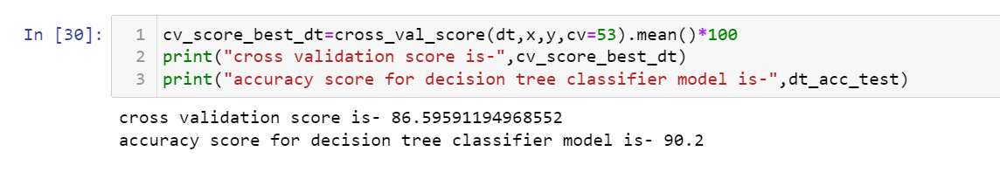 In [30]: 1 cv_score_best_dt=cross_val_score(dt,x,y,cv=53).mean()*100
2 print("cross validation score is-",cv_score_best_dt)
3 print("accuracy score for decision tree classifier model is-",dt_acc_test)
cross validation score is- 86.59591194968552
accuracy score for decision tree classifier model is- 90.2